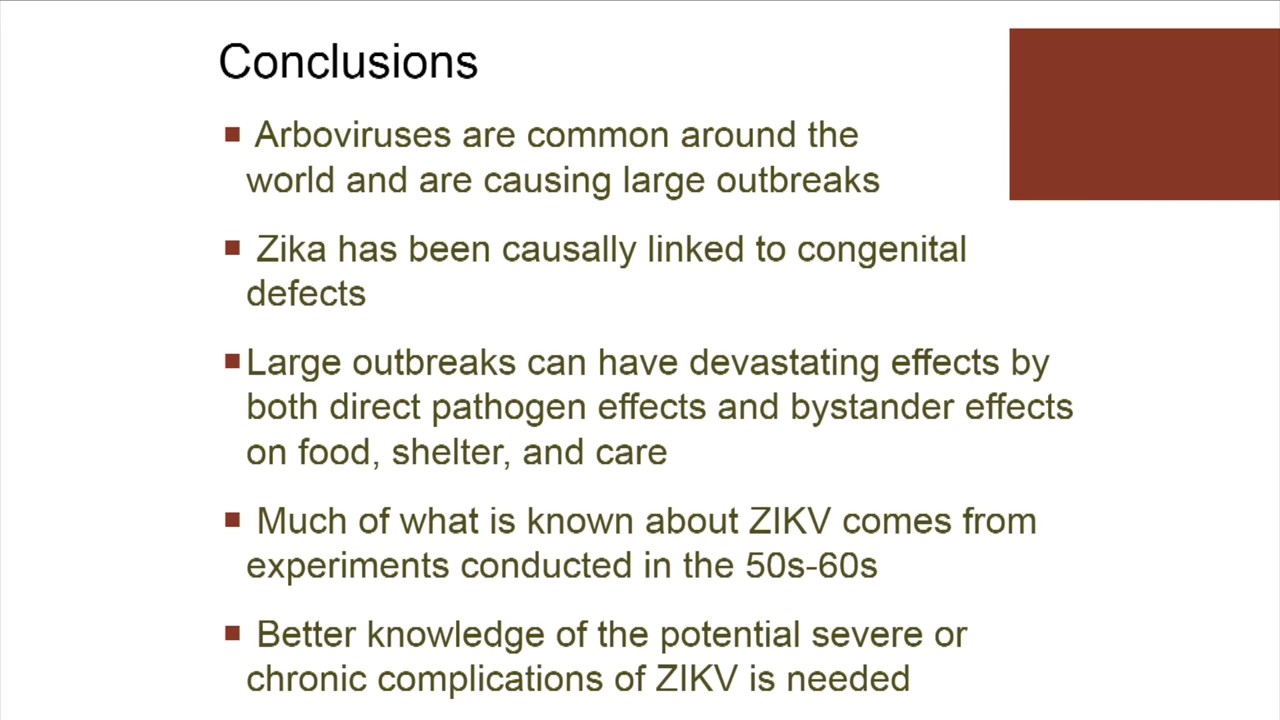 Conclusions
■ Arboviruses are common around the
world and are causing large outbreaks
■ Zika has been causally linked to congenital
defects
■ Large outbreaks can have devastating effects by
both direct pathogen effects and bystander effects
on food, shelter, and care
■ Much of what is known about ZIKV comes from
experiments conducted in the 50s-60s
■ Better knowledge of the potential severe or
chronic complications of ZIKV is needed